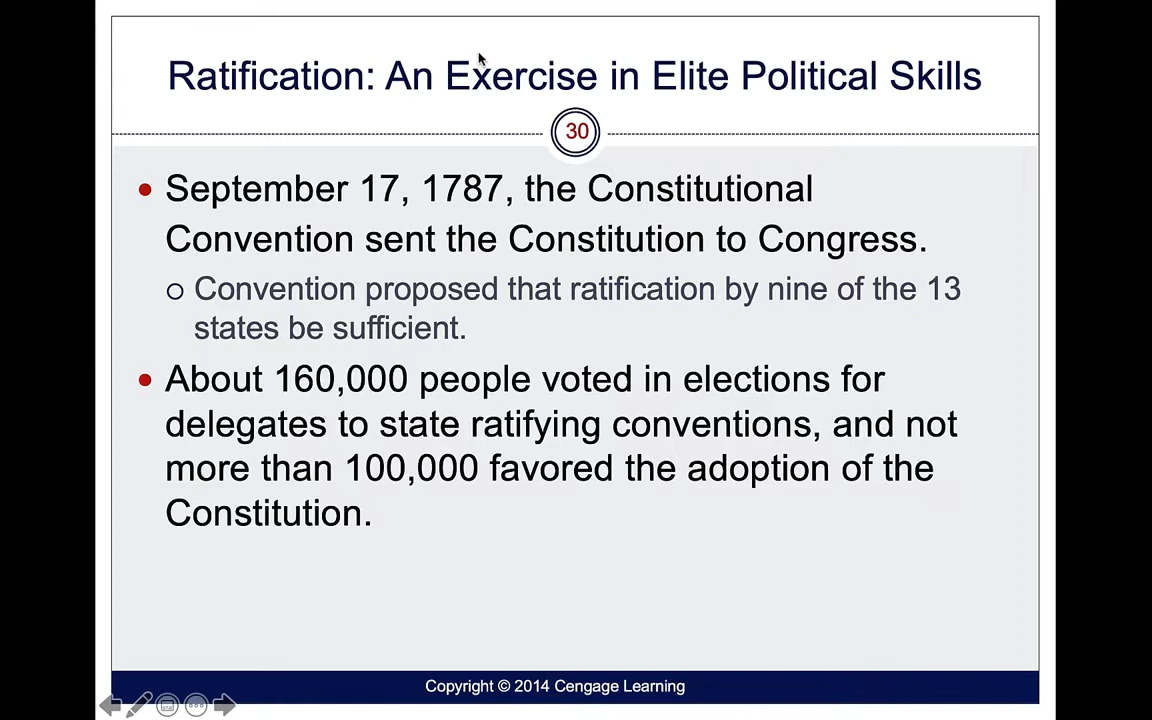 Ratification: An Exercise in Elite Political Skills
30
• September 17, 1787, the Constitutional
Convention sent the Constitution to Congress.
○ Convention proposed that ratification by nine of the 13
states be sufficient.
• About 160,000 people voted in elections for
delegates to state ratifying conventions, and not
more than 100,000 favored the adoption of the
Constitution.
Copyright © 2014 Cengage Learning